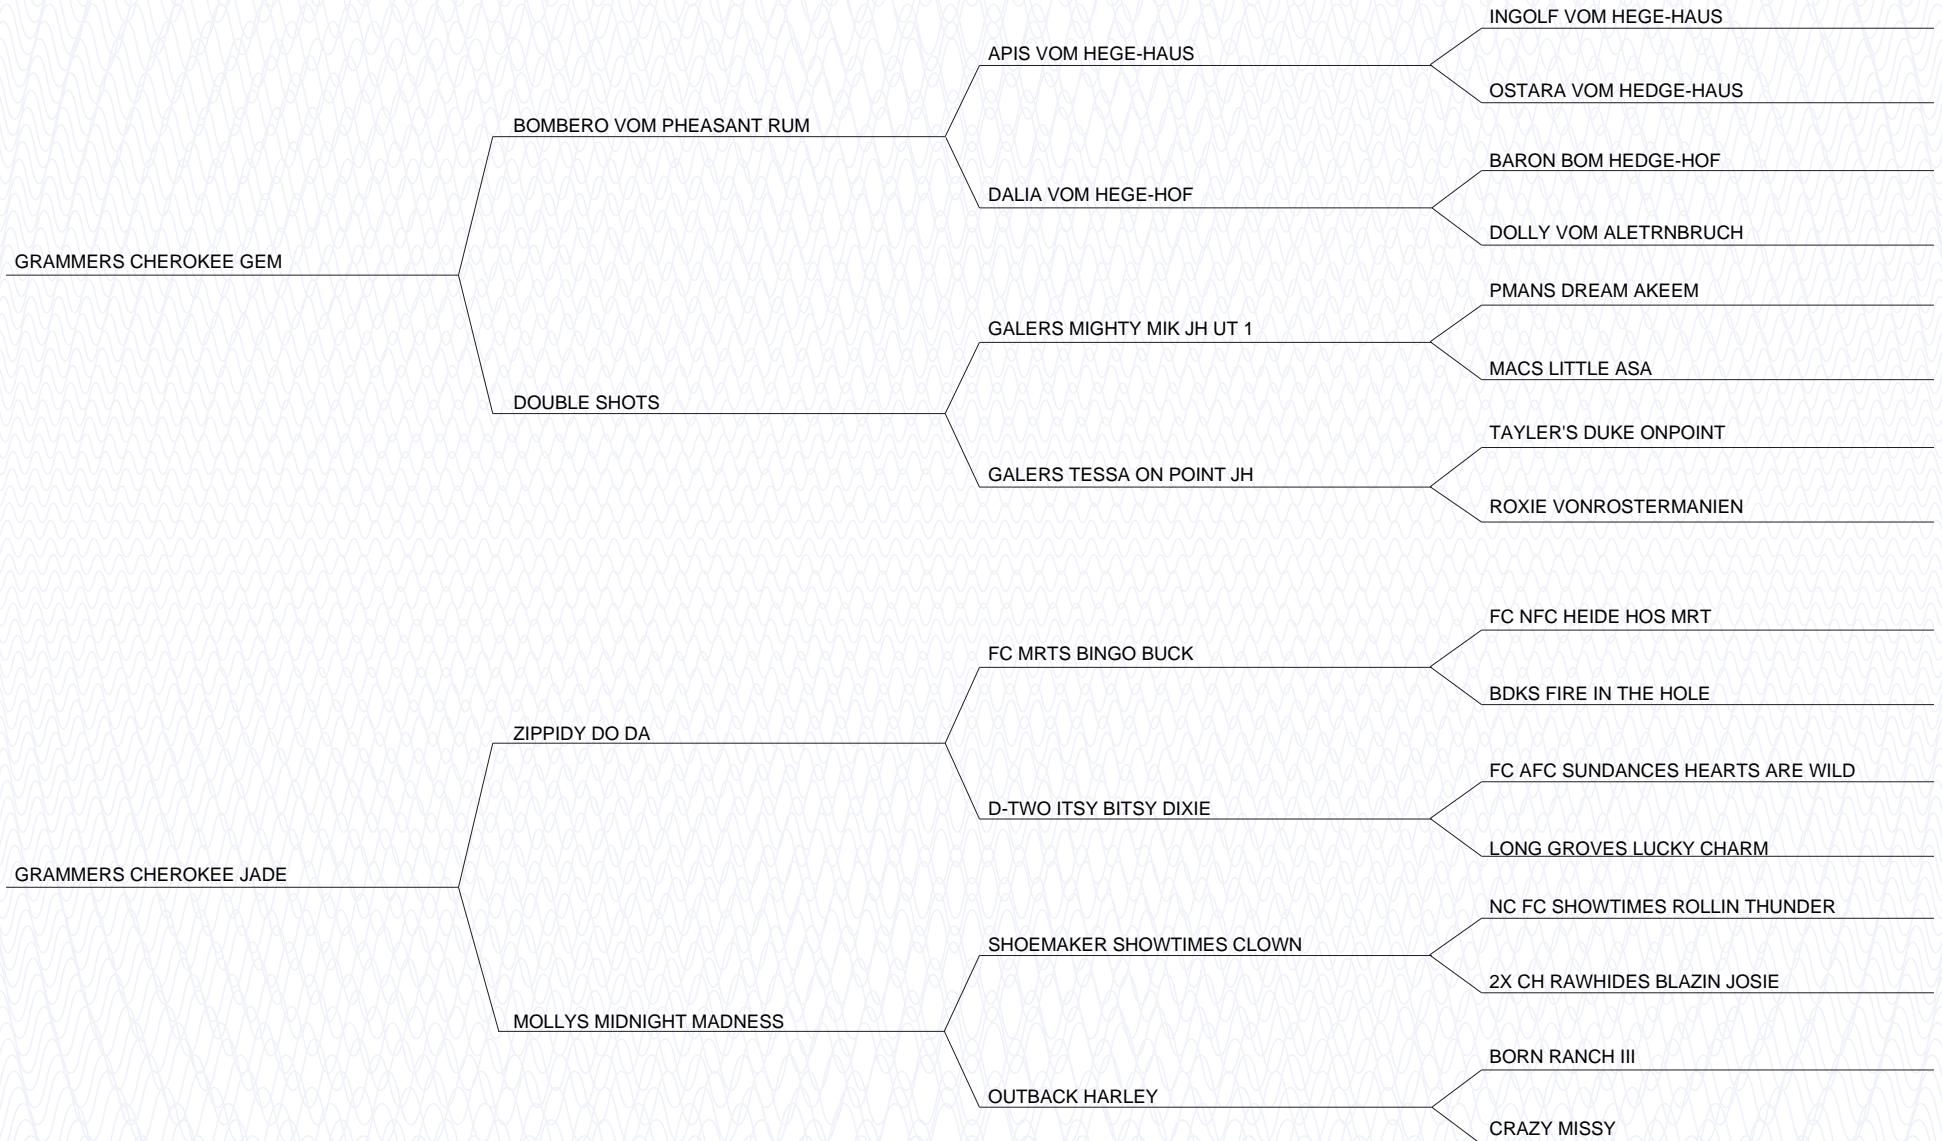 INGOLF VOM HEGE-HAUS
APIS VOM HEGE-HAUS
OSTARA VOM HEDGE-HAUS
BOMBERO VOM PHEASANT RUM
BARON BOM HEDGE-HOF
DALIA VOM HEGE-HOF
DOLLY VOM ALETRNBRUCH
GRAMMERS CHEROKEE GEM
PMANS DREAM AKEEM
GALERS MIGHTY MIK JH UT 1
MACS LITTLE ASA
DOUBLE SHOTS
TAYLER'S DUKE ONPOINT
GALERS TESSA ON POINT JH
ROXIE VONROSTERMANIEN
FC NFC HEIDE HOS MRT
FC MRTS BINGO BUCK
BDKS FIRE IN THE HOLE
ZIPPIDY DO DA
FC AFC SUNDANCES HEARTS ARE WILD
D-TWO ITSY BITSY DIXIE
LONG GROVES LUCKY CHARM
GRAMMERS CHEROKEE JADE
NC FC SHOWTIMES ROLLIN THUNDER
SHOEMAKER SHOWTIMES CLOWN
2X CH RAWHIDES BLAZIN JOSIE
MOLLYS MIDNIGHT MADNESS
BORN RANCH III
OUTBACK HARLEY
CRAZY MISSY